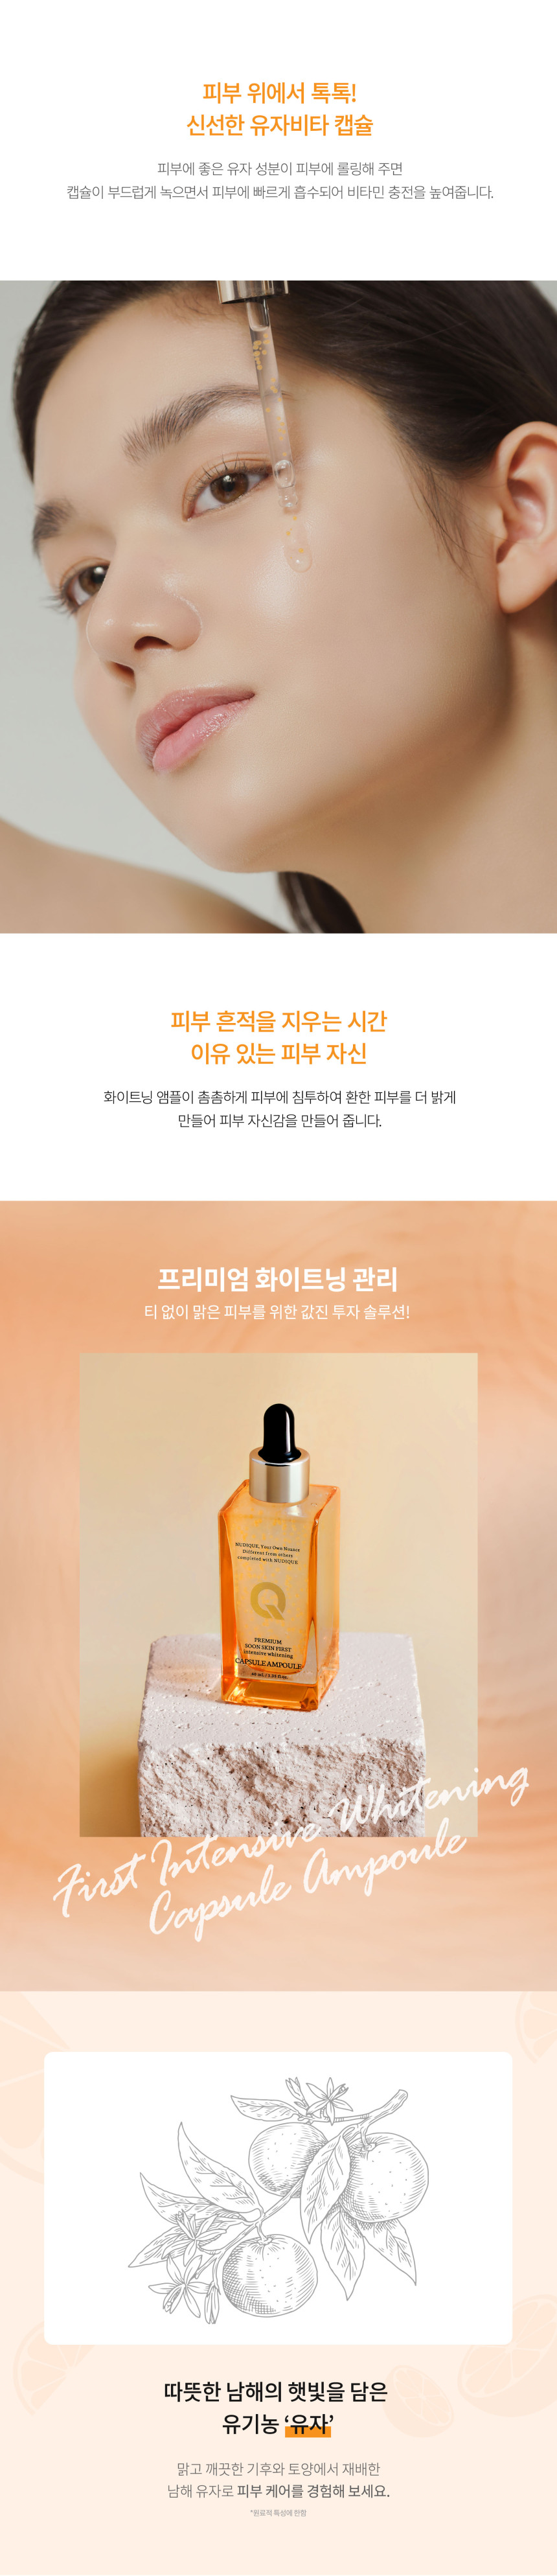 피부 위에서 톡톡!
신선한 유자비타 캡슐
피부에 좋은 유자 성분이 피부에 롤링해 주면
캡슐이 부드럽게 녹으면서 피부에 빠르게 흡수되어 비타민 충전을 높여줍니다.
피부 흔적을 지우는 시간
이유 있는 피부 자신
화이트닝 앰플이 촘촘하게 피부에 침투하여 환한 피부를 더 밝게
만들어 피부 자신감을 만들어 줍니다.
프리미엄 화이트닝 관리
티 없이 맑은 피부를 위한 값진 투자 솔루션!
NUDIQUE, Your Own Nuance
Different from others
completed with NUDIQUE
PREMIUM
SOON SKIN FIRST
Intensive whitening
CAPSULE AMPOULE
First Intensive Whitening
Capsule Ampoule
따뜻한 남해의 햇빛을 담은
유기농 ‘유자’
맑고 깨끗한 기후와 토양에서 재배한
남해 유자로 피부 케어를 경험해 보세요.
*원료적 특성에 한함